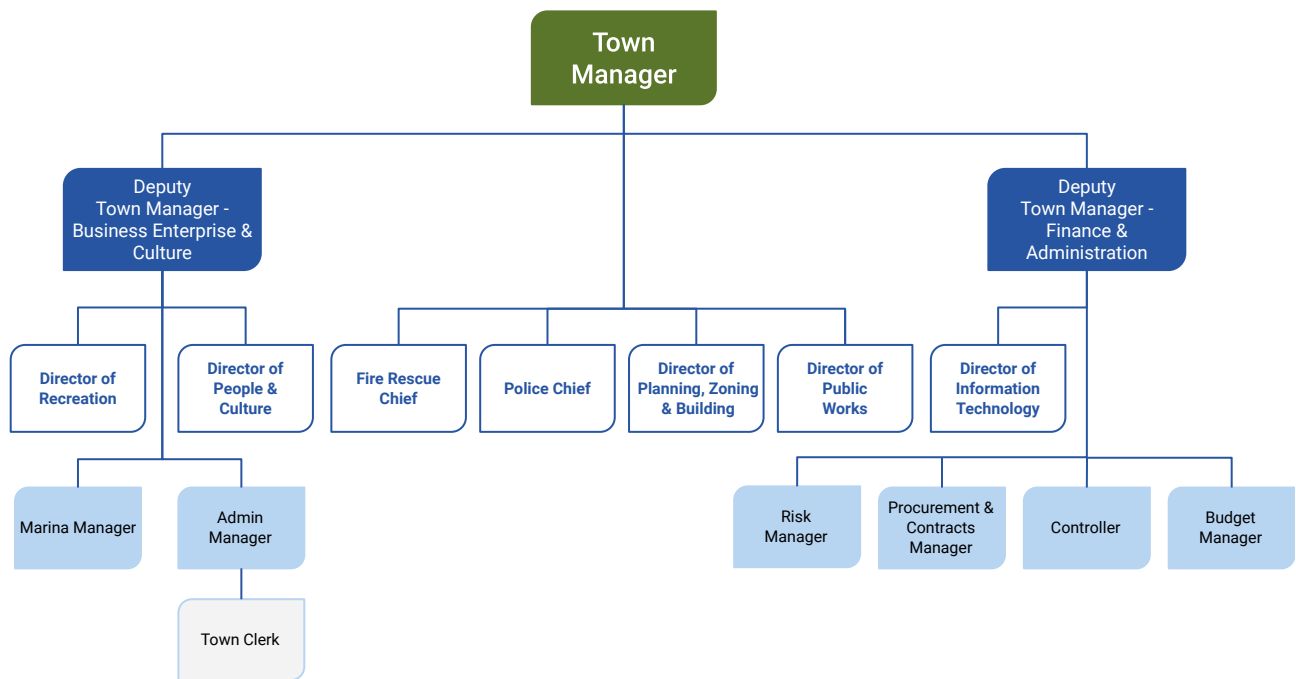 Town
Manager
Deputy
Town Manager -
Business Enterprise &
Culture
Deputy
Town Manager -
Finance &
Administration
Director of
Recreation
Director of
People &
Culture
Fire Rescue
Chief
Police Chief
Director of
Planning, Zoning
& Building
Director of
Public
Works
Director of
Information
Technology
Marina Manager
Admin
Manager
Risk
Manager
Procurement &
Contracts
Manager
Controller
Budget
Manager
Town Clerk